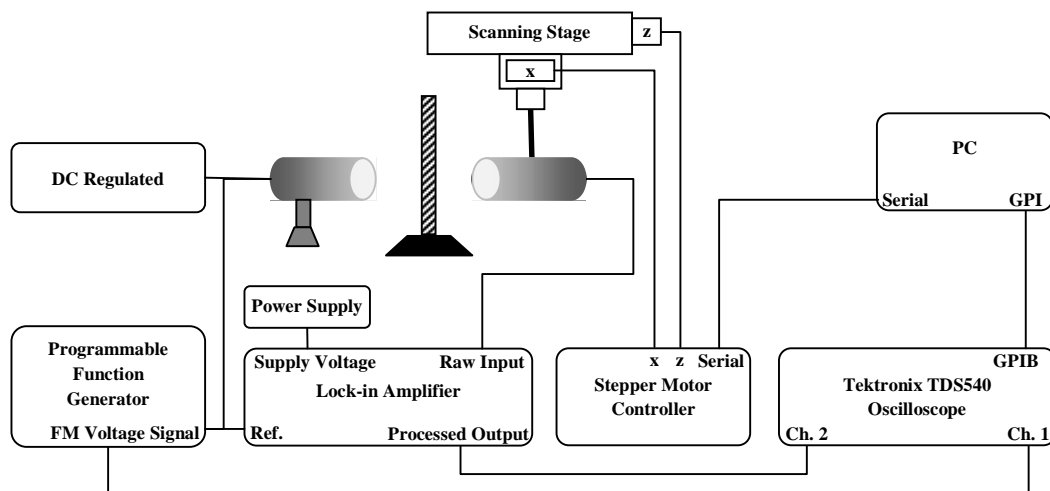 Scanning Stage
z
x
PC
DC Regulated
Serial
GPI
Power Supply
Programmable
Function
Generator
FM Voltage Signal
Supply Voltage
Raw Input
Lock-in Amplifier
Ref.
Processed Output
x
z
Serial
Stepper Motor
Controller
GPIB
Tektronix TDS540
Oscilloscope
Ch. 2
Ch. 1